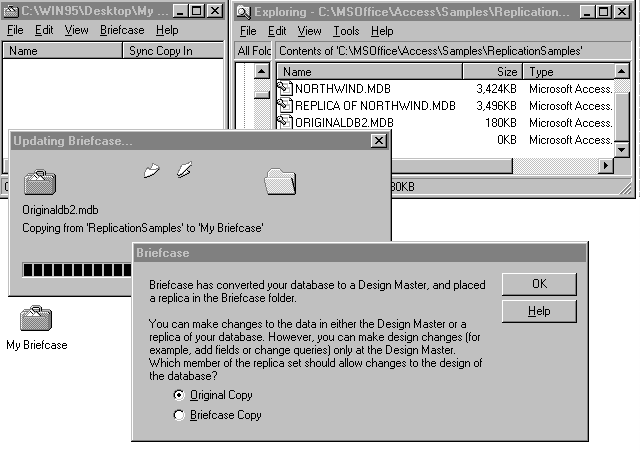 C:\WIN95\Desktop\My ...
File Edit View Briefcase Help
Name Sync Copy In
Exploring - C:\MSOffice\Access\Samples\Replication...
File Edit View Tools Help
All Fold Contents of 'C:\MSOffice\Access\Samples\ReplicationSamples'
Name Size Type
NORTHWIND.MDB 3,424KB Microsoft Access.
REPLICA OF NORTHWIND.MDB 3,496KB Microsoft Access.
ORIGINALDB2.MDB 180KB Microsoft Access.
0KB Microsoft Access.
80KB
Updating Briefcase...
Originaldb2.mdb
Copying from 'ReplicationSamples' to 'My Briefcase'
My Briefcase
Briefcase
Briefcase has converted your database to a Design Master, and placed
a replica in the Briefcase folder.
You can make changes to the data in either the Design Master or a
replica of your database. However, you can make design changes (for
example, add fields or change queries) only at the Design Master.
Which member of the replica set should allow changes to the design of
the database?
Original Copy
Briefcase Copy
OK
Help